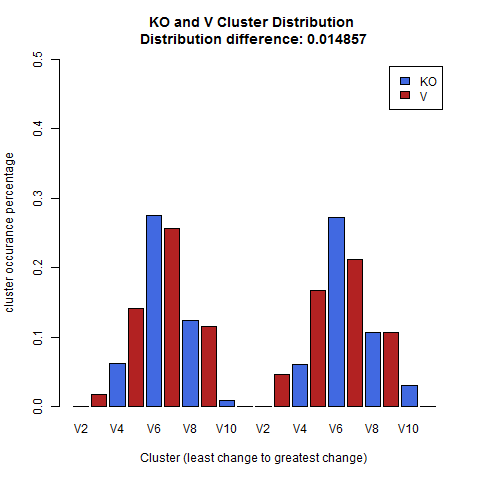 KO and V Cluster Distribution
Distribution difference: 0.014857
KO
V
cluster occurance percentage
0.5
0.4
0.3
0.2
0.1
0.0
V2 V4 V6 V8 V10 V2 V4 V6 V8 V10
Cluster (least change to greatest change)